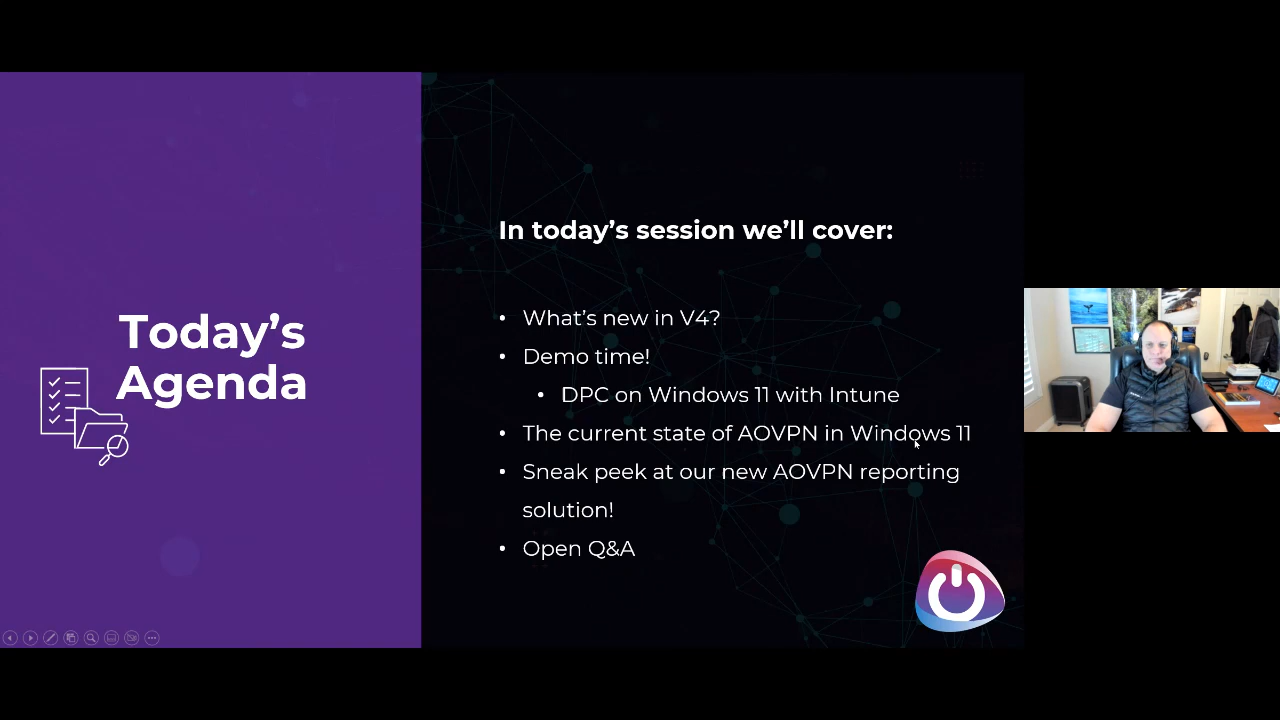 Today's
Agenda
In today's session we'll cover:
• What's new in V4?
• Demo time!
• DPC on Windows 11 with Intune
• The current state of AOVPN in Windows 11
• Sneak peek at our new AOVPN reporting
solution!
• Open Q&A